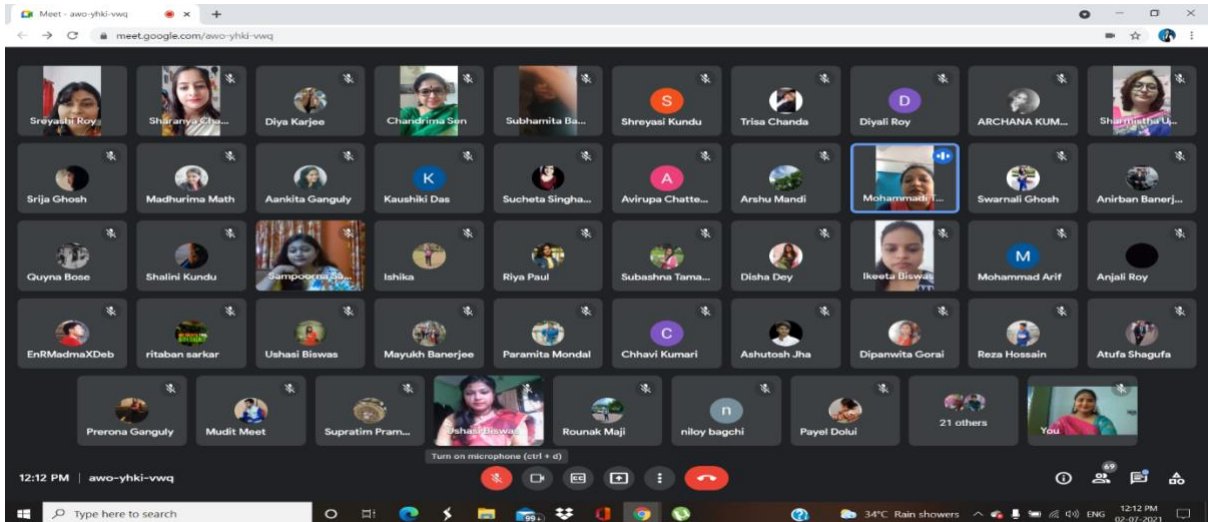 Meet - awo-yhki-vwq
meet.google.com/awo-yhki-vwq
Sreyashi Roy Sharanya Cha... Diya Karjee Chandrima Sen Subhamita Ba... S Shreyasi Kundu Trisa Chanda D Diyali Roy ARCHANA KUM... Sharmistha U...
Srija Ghosh Madhurima Math Aankita Ganguly K Kaushiki Das Sucheta Singha... A Avirupa Chatte... Arshu Mandi Mohammadi T... Swarnali Ghosh Anirban Banerj...
Quyna Bose Shalini Kundu Sampoorna Sa... Ishika Riya Paul Subashna Tama... Disha Dey Ikeeta Biswas M Mohammad Arif Anjali Roy
EnRMadmaXDeb ritaban sarkar Ushasi Biswas Mayukh Banerjee Paramita Mondal C Chhavi Kumari Ashutosh Jha Dipanwita Gorai Reza Hossain Atufa Shagufa
Prerona Ganguly Mudit Meet Supratim Pram... Ushasi Biswas Rounak Maji n niloy bagchi Payel Dolui 21 others You
Turn on microphone (ctrl + d)
12:12 PM | awo-yhki-vwq CC 69
Type here to search 99+ 34°C Rain showers ENG 12:12 PM
02-07-2021